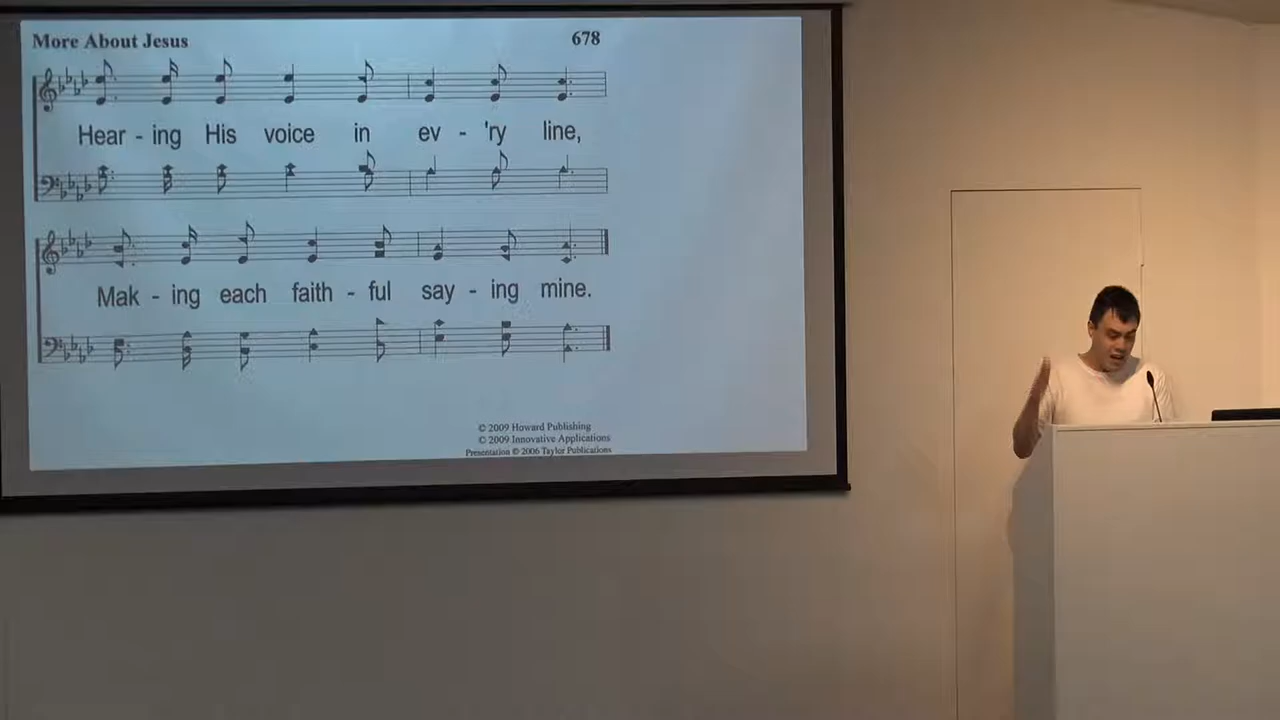 More About Jesus 678
Hear - ing His voice in ev - 'ry line,
Mak - ing each faith - ful say - ing mine.
© 2009 Howard Publishing
© 2009 Innovative Applications
Presentation © 2006 Taylor Publications